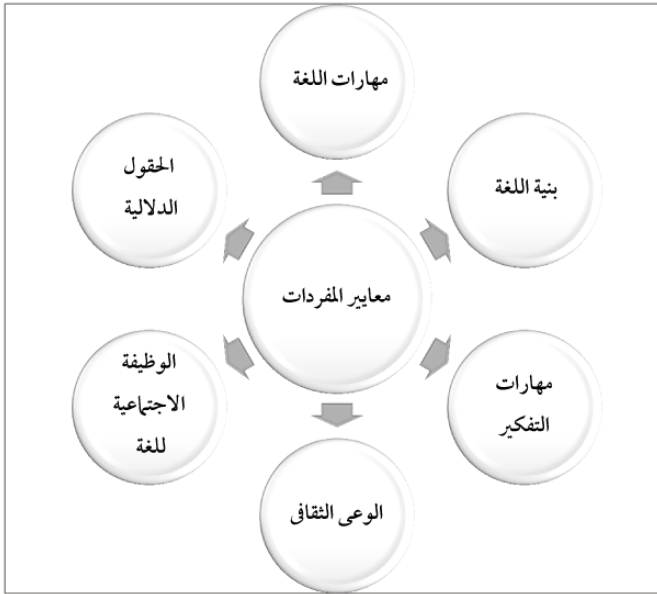 مهارات اللغة
بنية اللغة
الحقول
الدلالية
معايير المفردات
مهارات
التفكير
الوظيفة
الاجتماعية
للغة
الوعى الثقافى